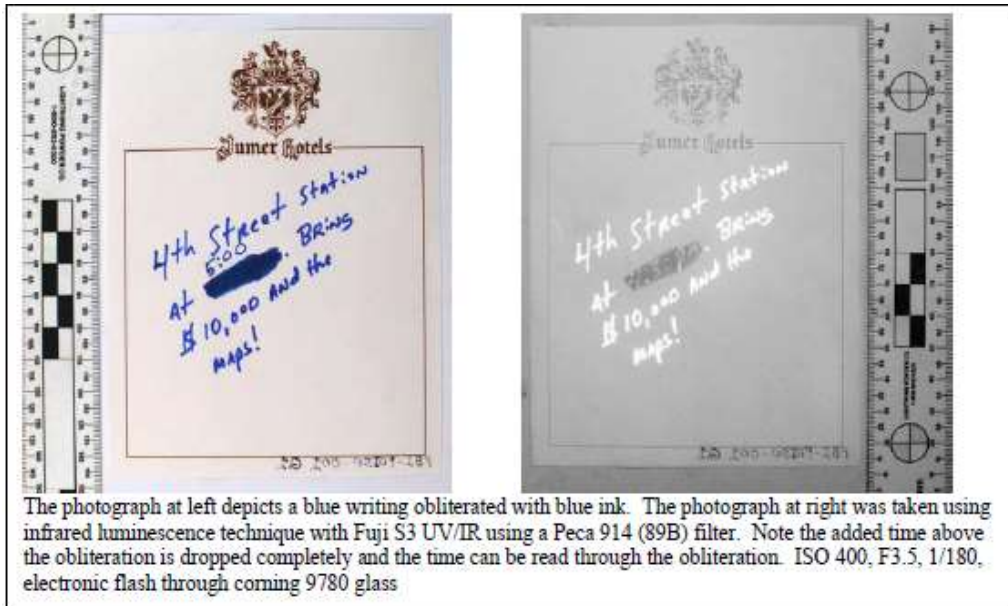 Jumer Hotels
4th Street Station
5:00
At
. Bring
$10,000 And the
maps!
Jumer Hotels
4th Street Station
At
. Bring
$10,000 And the
maps!
The photograph at left depicts a blue writing obliterated with blue ink. The photograph at right was taken using
infrared luminescence technique with Fuji S3 UV/IR using a Peca 914 (89B) filter. Note the added time above
the obliteration is dropped completely and the time can be read through the obliteration. ISO 400, F3.5, 1/180,
electronic flash through corning 9780 glass